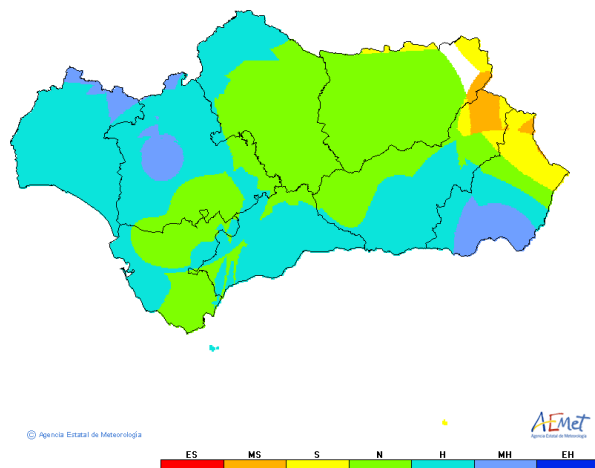 © Agencia Estatal de Meteorología
AEMet
Agencia Estatal de Meteorología
ES MS S N H MH EH